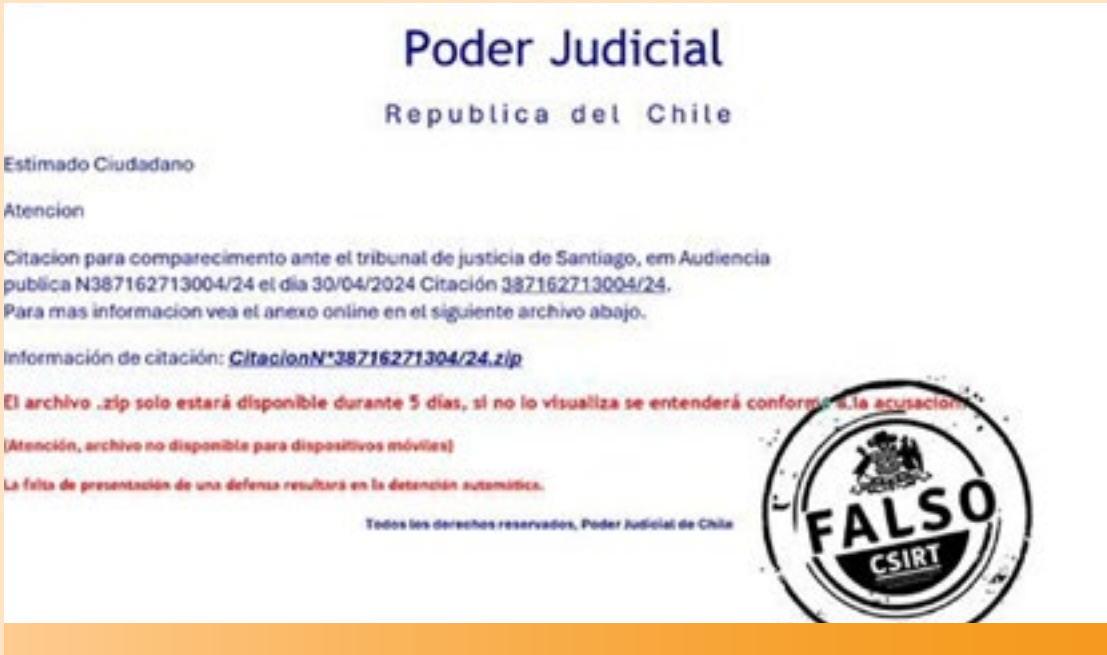 Poder Judicial
Republica del Chile
Estimado Ciudadano
Atencion
Citacion para comparecimento ante el tribunal de justicia de Santiago, em Audiencia
publica N387162713004/24 el dia 30/04/2024 Citación 387162713004/24.
Para mas informacion vea el anexo online en el siguiente archivo abajo.
Información de citación: CitacionN°38716271304/24.zip
El archivo .zip solo estará disponible durante 5 días, si no lo visualiza se entenderá conforme a la acusación.
(Atención, archivo no disponible para dispositivos móviles)
La falta de presentación de una defensa resultará en la detención automática.
Todos los derechos reservados, Poder Judicial de Chile
FALSO
CSIRT